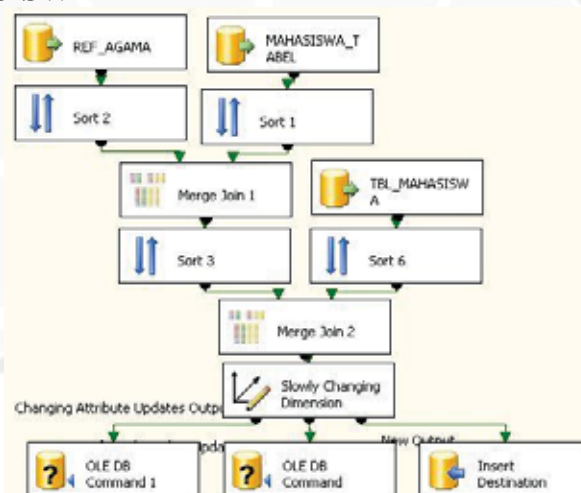 REF_AGAMA
MAHASISWA_T
ABEL
Sort 2
Sort 1
Merge Join 1
TBL_MAHASISW
A
Sort 3
Sort 6
Merge Join 2
Slowly Changing
Dimension
Changing Attribute Updates Outpu
New Output
OLE DB
Command 1
OLE DB
Command
Insert
Destination